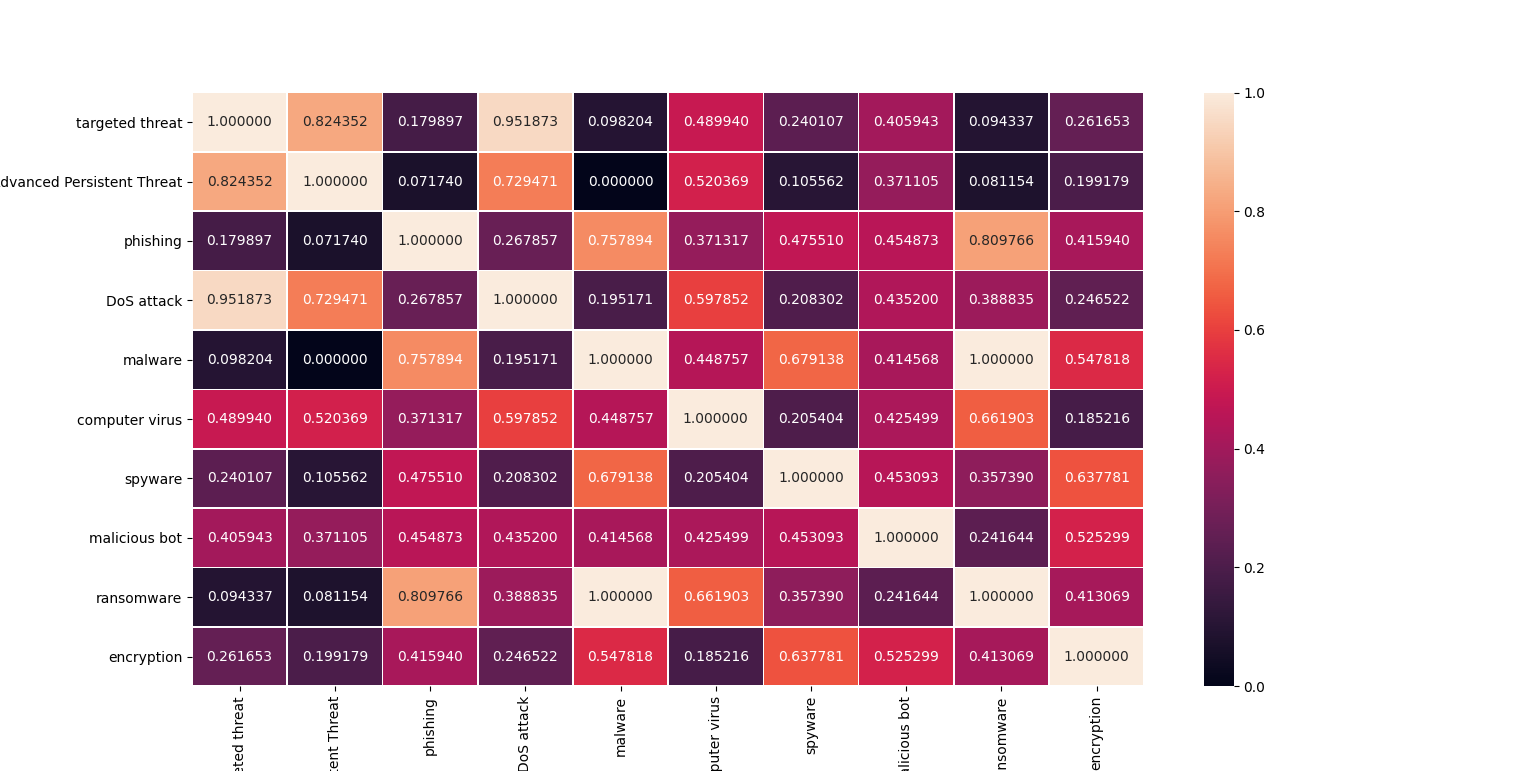 targeted threat 1.000000 0.824352 0.179897 0.951873 0.098204 0.489940 0.240107 0.405943 0.094337 0.261653
dvanced Persistent Threat 0.824352 1.000000 0.071740 0.729471 0.000000 0.520369 0.105562 0.371105 0.081154 0.199179
phishing 0.179897 0.071740 1.000000 0.267857 0.757894 0.371317 0.475510 0.454873 0.809766 0.415940
DoS attack 0.951873 0.729471 0.267857 1.000000 0.195171 0.597852 0.208302 0.435200 0.388835 0.246522
malware 0.098204 0.000000 0.757894 0.195171 1.000000 0.448757 0.679138 0.414568 1.000000 0.547818
computer virus 0.489940 0.520369 0.371317 0.597852 0.448757 1.000000 0.205404 0.425499 0.661903 0.185216
spyware 0.240107 0.105562 0.475510 0.208302 0.679138 0.205404 1.000000 0.453093 0.357390 0.637781
malicious bot 0.405943 0.371105 0.454873 0.435200 0.414568 0.425499 0.453093 1.000000 0.241644 0.525299
ransomware 0.094337 0.081154 0.809766 0.388835 1.000000 0.661903 0.357390 0.241644 1.000000 0.413069
encryption 0.261653 0.199179 0.415940 0.246522 0.547818 0.185216 0.637781 0.525299 0.413069 1.000000
eted threat
tent Threat
phishing
DoS attack
malware
puter virus
spyware
alicious bot
nsomware
encryption
1.0
0.8
0.6
0.4
0.2
0.0